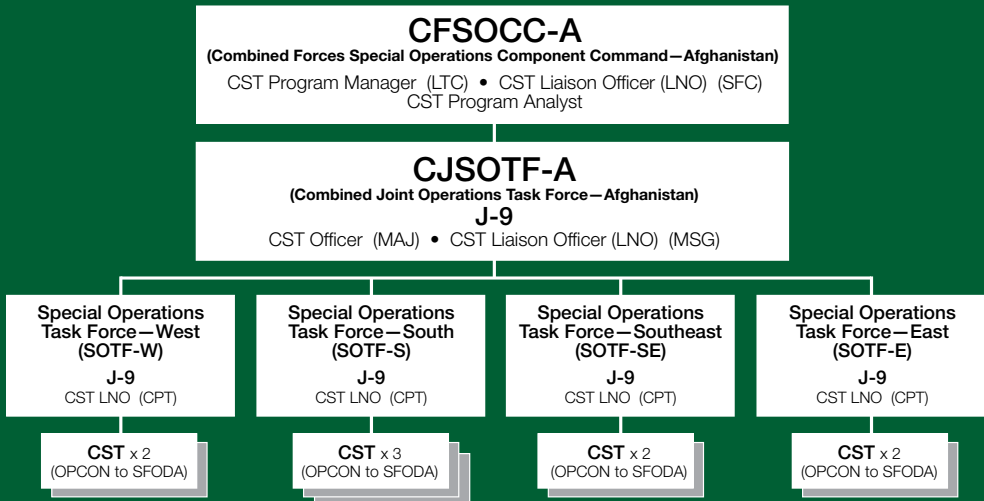 CFSOCC-A
(Combined Forces Special Operations Component Command—Afghanistan)
CST Program Manager (LTC) • CST Liaison Officer (LNO) (SFC)
CST Program Analyst
CJSOTF-A
(Combined Joint Operations Task Force—Afghanistan)
J-9
CST Officer (MAJ) • CST Liaison Officer (LNO) (MSG)
Special Operations
Task Force—West
(SOTF-W)
J-9
CST LNO (CPT)
CST x 2
(OPCON to SFODA)
Special Operations
Task Force—South
(SOTF-S)
J-9
CST LNO (CPT)
CST x 3
(OPCON to SFODA)
Special Operations
Task Force—Southeast
(SOTF-SE)
J-9
CST LNO (CPT)
CST x 2
(OPCON to SFODA)
Special Operations
Task Force—East
(SOTF-E)
J-9
CST LNO (CPT)
CST x 2
(OPCON to SFODA)